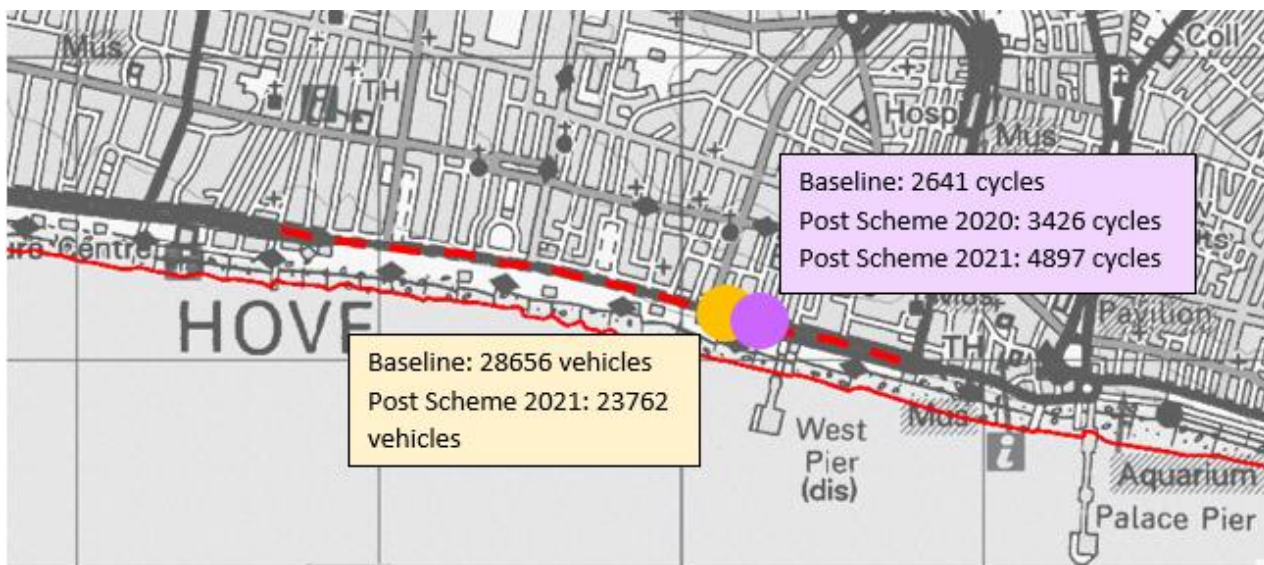 Mus
Coll
TH
Hosp
Mus
Baseline: 2641 cycles
Post Scheme 2020: 3426 cycles
Post Scheme 2021: 4897 cycles
Centre
HOVE
Pavilion
TH
Baseline: 28656 vehicles
Post Scheme 2021: 23762
vehicles
Mus
West
Pier
(dis)
i
Aquarium
Palace Pier